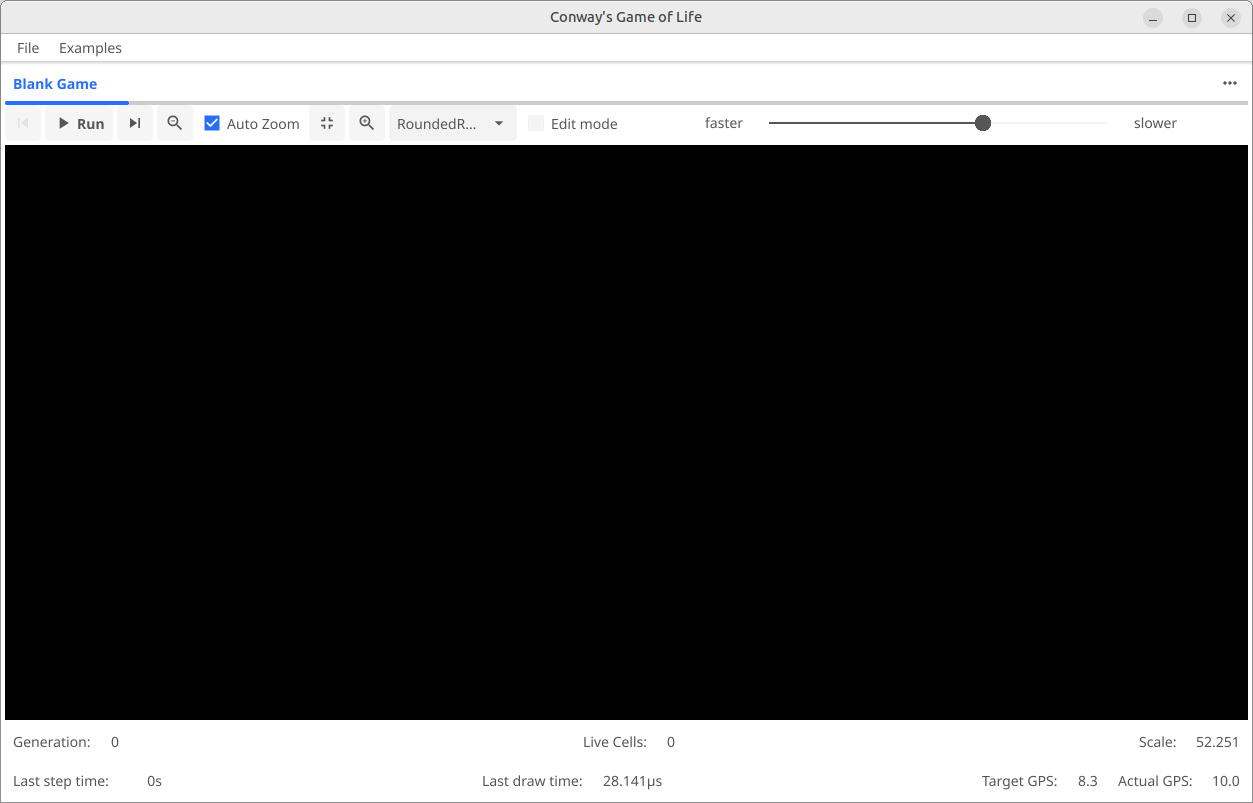 Conway's Game of Life
File Examples
Blank Game
Run Auto Zoom RoundedR... Edit mode faster slower
Generation: 0 Live Cells: 0 Scale: 52.251
Last step time: 0s Last draw time: 28.141µs Target GPS: 8.3 Actual GPS: 10.0